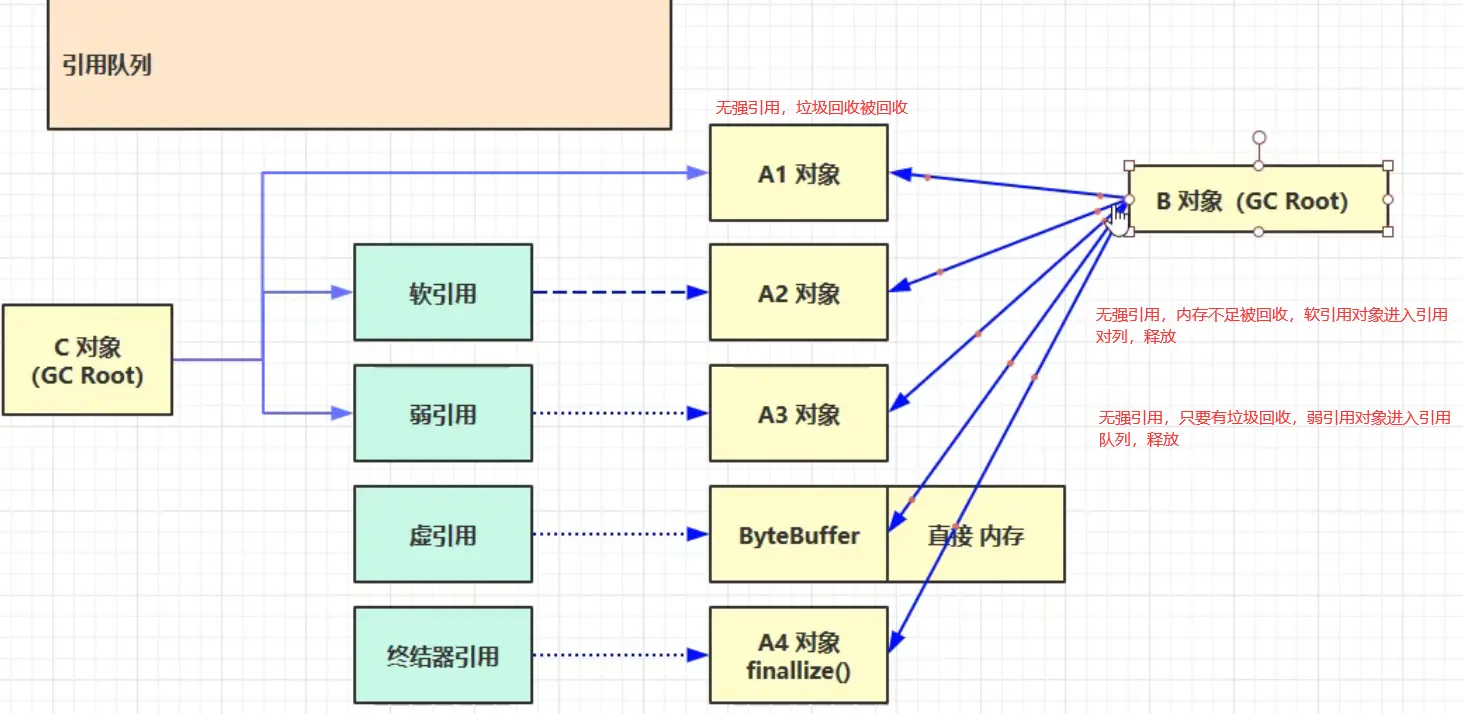 引用队列
无强引用，垃圾回收被回收
A1 对象
B 对象（GC Root）
软引用
A2 对象
无强引用，内存不足被回收，软引用对象进入引用
对列，释放
C 对象
(GC Root)
弱引用
A3 对象
无强引用，只要有垃圾回收，弱引用对象进入引用
队列，释放
虚引用
ByteBuffer
直接 内存
终结器引用
A4 对象
finallize()